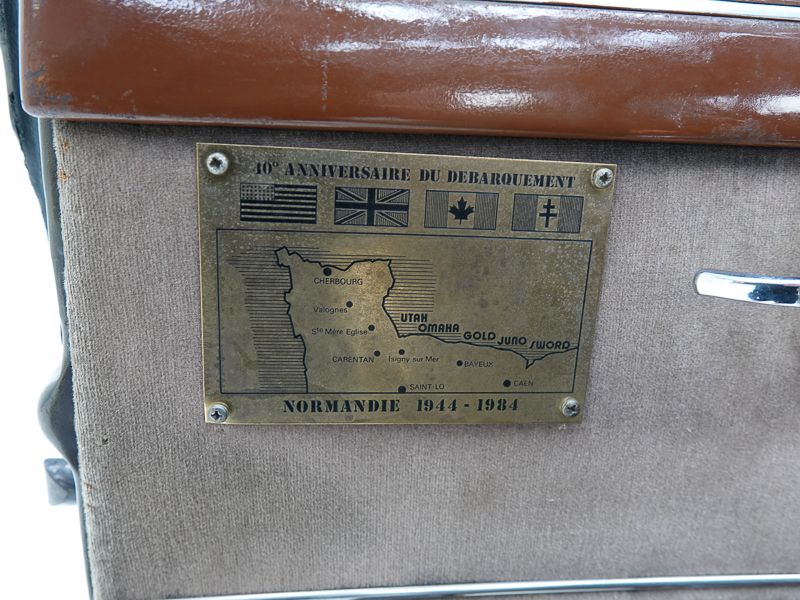 40º ANNIVERSAIRE DU DEBARQUEMENT
CHERBOURG
Valognes
UTAH
OMAHA
GOLD
JUNO
SWORD
Ste Mère Eglise
CARENTAN
Isigny sur Mer
BAYEUX
CAEN
SAINT-LO
NORMANDIE 1944 - 1984